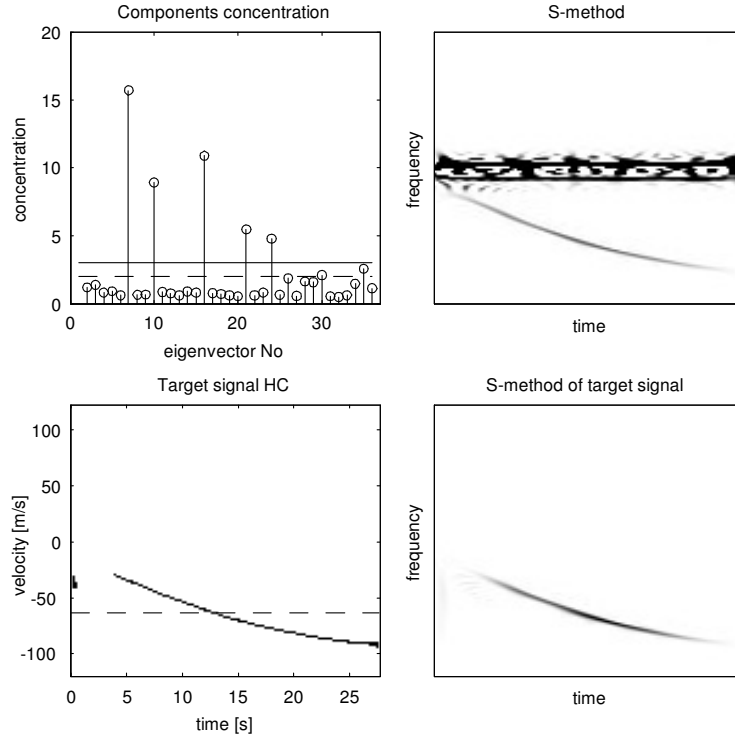 Components concentration
20
15
10
5
0
concentration
0
10
20
30
eigenvector No
S-method
frequency
time
Target signal HC
100
50
0
-50
-100
velocity [m/s]
0
5
10
15
20
25
time [s]
S-method of target signal
frequency
time